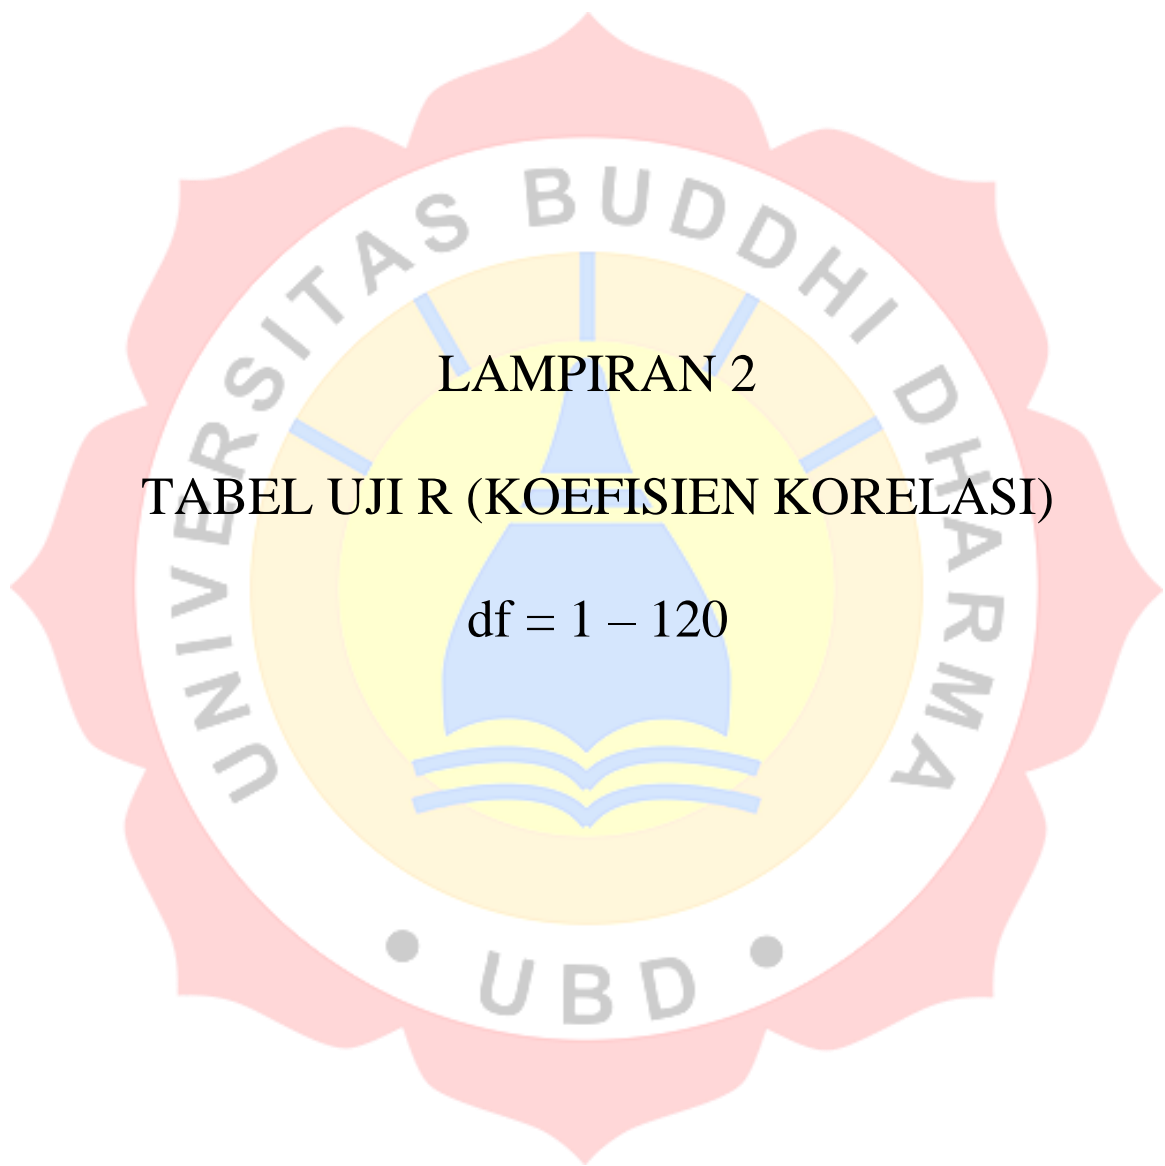 UNIVERSITAS BUDDHI DHARMA
LAMPIRAN 2
TABEL UJI R (KOEFISIEN KORELASI)
df = 1 – 120
• UBD •